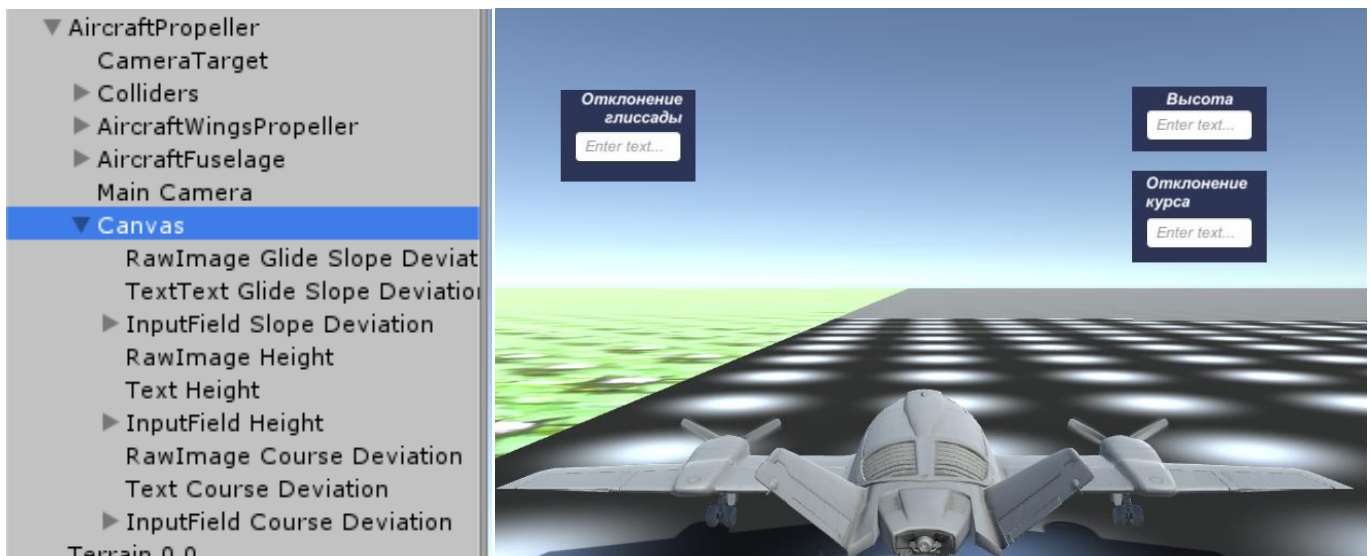 AircraftPropeller
CameraTarget
Colliders
AircraftWingsPropeller
AircraftFuselage
Main Camera
Canvas
RawImage Glide Slope Deviat
TextText Glide Slope Deviatio
InputField Slope Deviation
RawImage Height
Text Height
InputField Height
RawImage Course Deviation
Text Course Deviation
InputField Course Deviation
Terrain 0 0
Отклонение
глиссады
Enter text...
Высота
Enter text...
Отклонение
курса
Enter text...